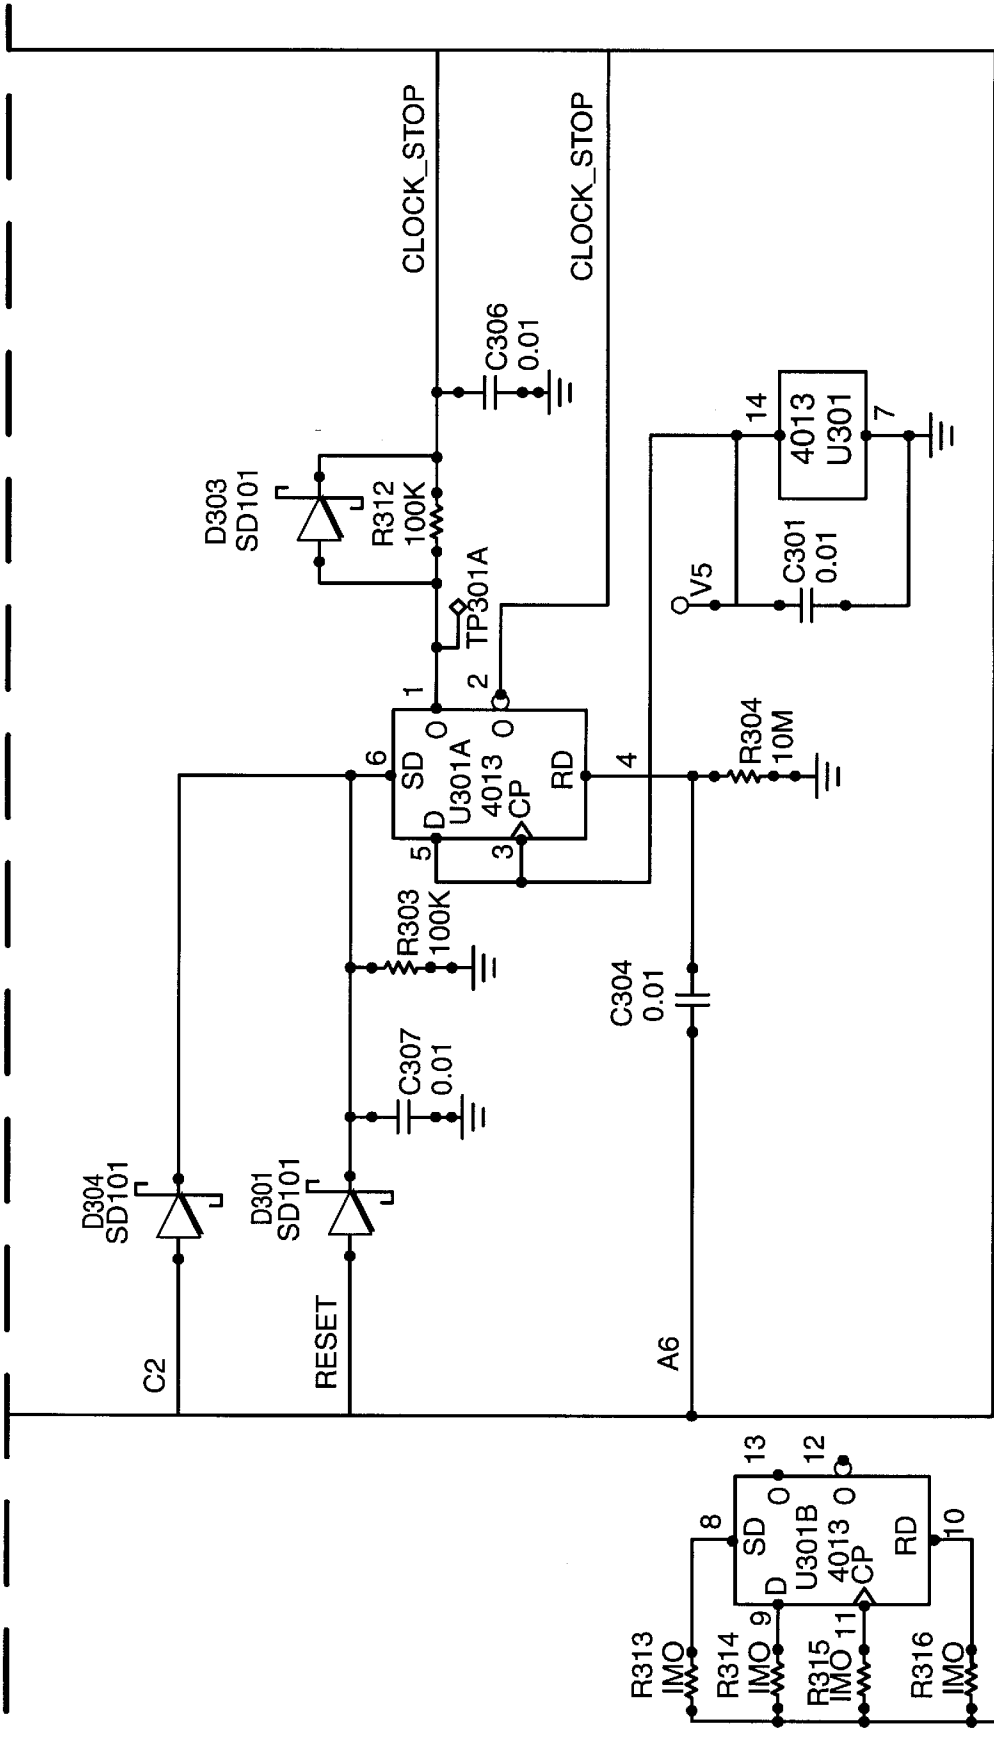 CLOCK_STOP
CLOCK_STOP
D303
SD101
R312
100K
C306
0.01
TP301A
14
4013
U301
7
C301
0.01
V5
1
2
6
SD
O
O
U301A
4013
D
CP
RD
5
3
4
R304
10M
R303
100K
C307
0.01
C304
0.01
D304
SD101
D301
SD101
C2
RESET
A6
13
12
8
SD
O
O
U301B
4013
D
CP
RD
9
11
10
R313
IMO
R314
IMO
R315
IMO
R316
IMO